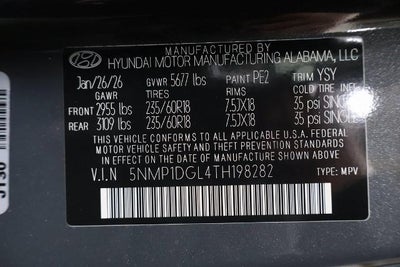 MANUFACTURED BY
HYUNDAI MOTOR MANUFACTURING ALABAMA, LLC
Jan/26/26 GVWR 5677 lbs PAINT PE2 TRIM YSY
GAWR TIRES RIMS COLD TIRE INF
FRONT 2955 lbs 235/60R18 7.5JX18 35 psi SINGLE
REAR 3109 lbs 235/60R18 7.5JX18 35 psi SINGLE
THIS VEHICLE CONFORMS TO ALL APPLICABLE FEDERAL
MOTOR VEHICLE SAFETY, BUMPER, AND THEFT PREVENTION
STANDARDS IN EFFECT ON THE DATE OF
MANUFACTURE SHOWN ABOVE.
V.I.N 5NMP1DGL4TH198282 TYPE: MPV